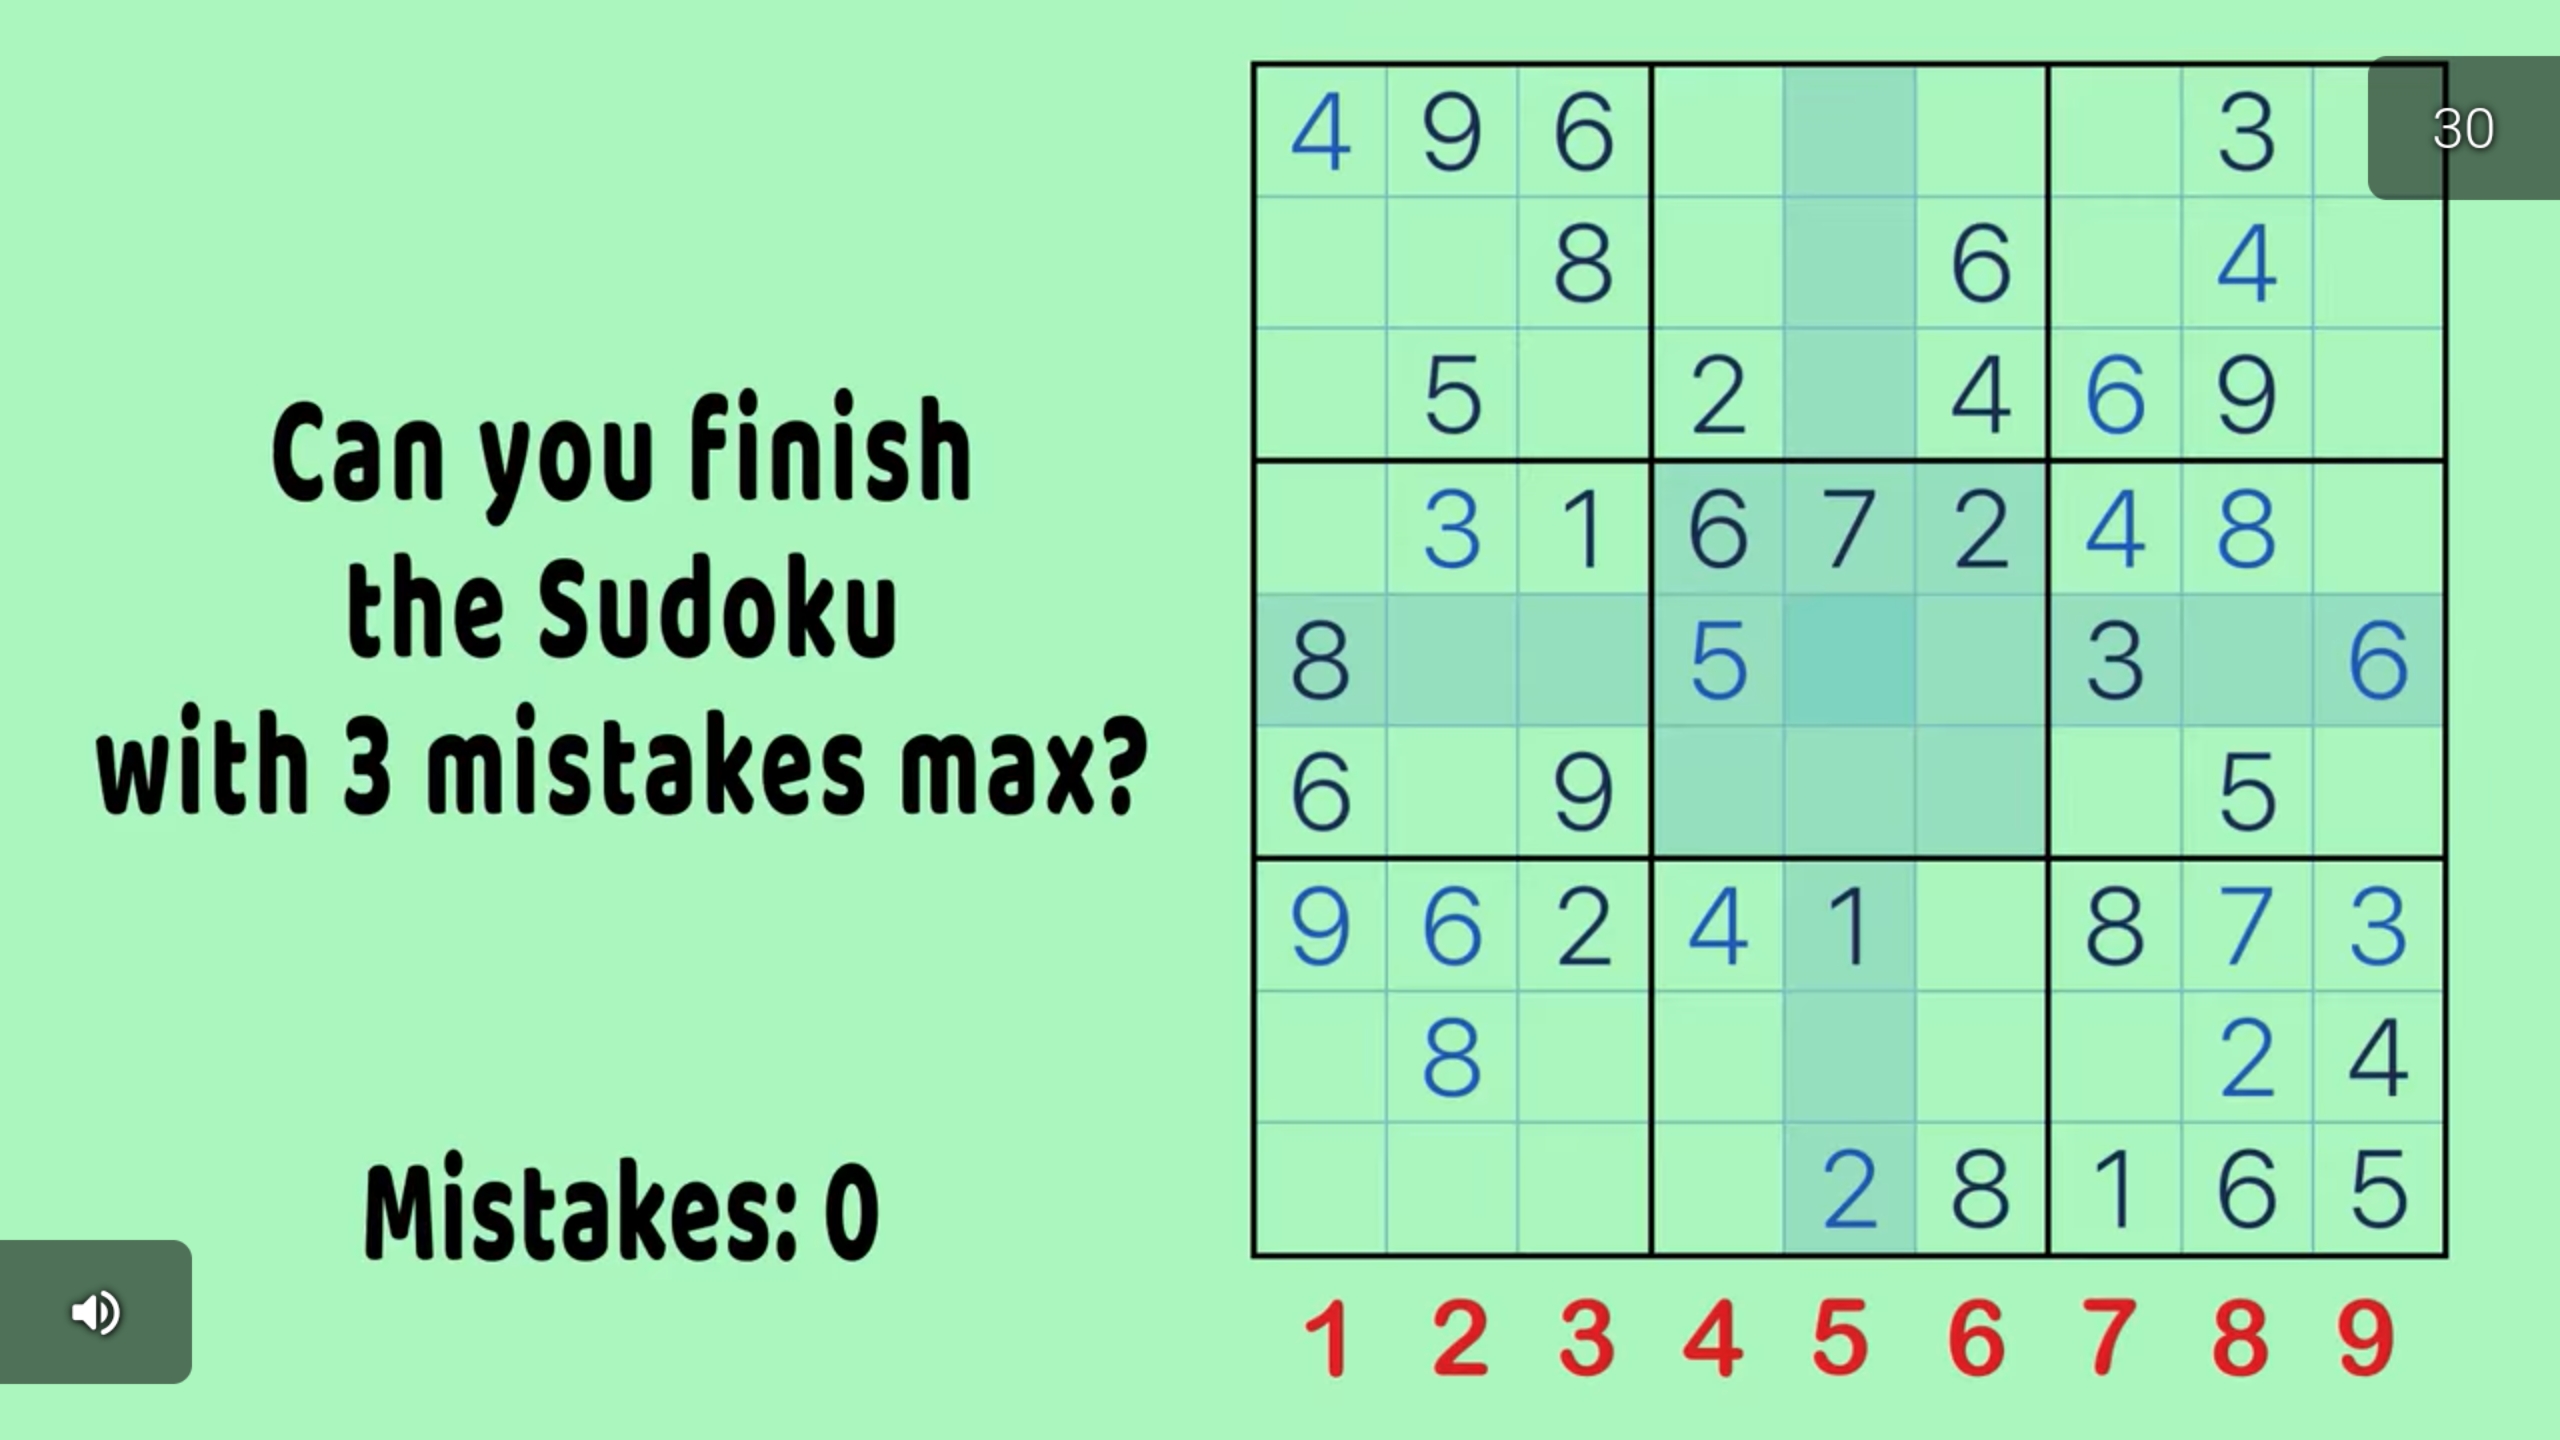 Can you finish
the Sudoku
with 3 mistakes max?
Mistakes: 0
30
4 9 6 3
8 6 4
5 2 4 6 9
3 1 6 7 2 4 8
8 5 3 6
6 9 5
9 6 2 4 1 8 7 3
8 2 4
2 8 1 6 5
1 2 3 4 5 6 7 8 9